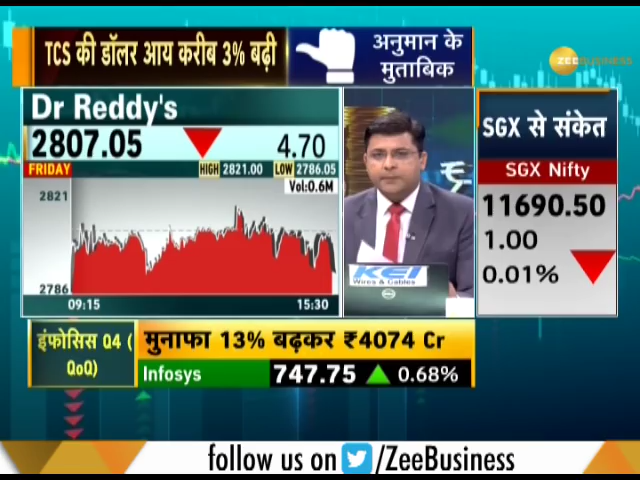 TCS की डॉलर आय करीब 3% बढ़ी
अनुमान के
मुताबिक
ZEE BUSINESS
Dr Reddy's
2807.05 4.70
FRIDAY HIGH 2821.00 LOW 2786.05
Vol:0.6M
2821
2786
09:15 15:30
KEI
Wires & Cables
SGX से संकेत
SGX Nifty
11690.50
1.00
0.01%
इंफोसिस Q4 (
QoQ)
मुनाफा 13% बढ़कर ₹4074 Cr
Infosys 747.75 0.68%
follow us on /ZeeBusiness